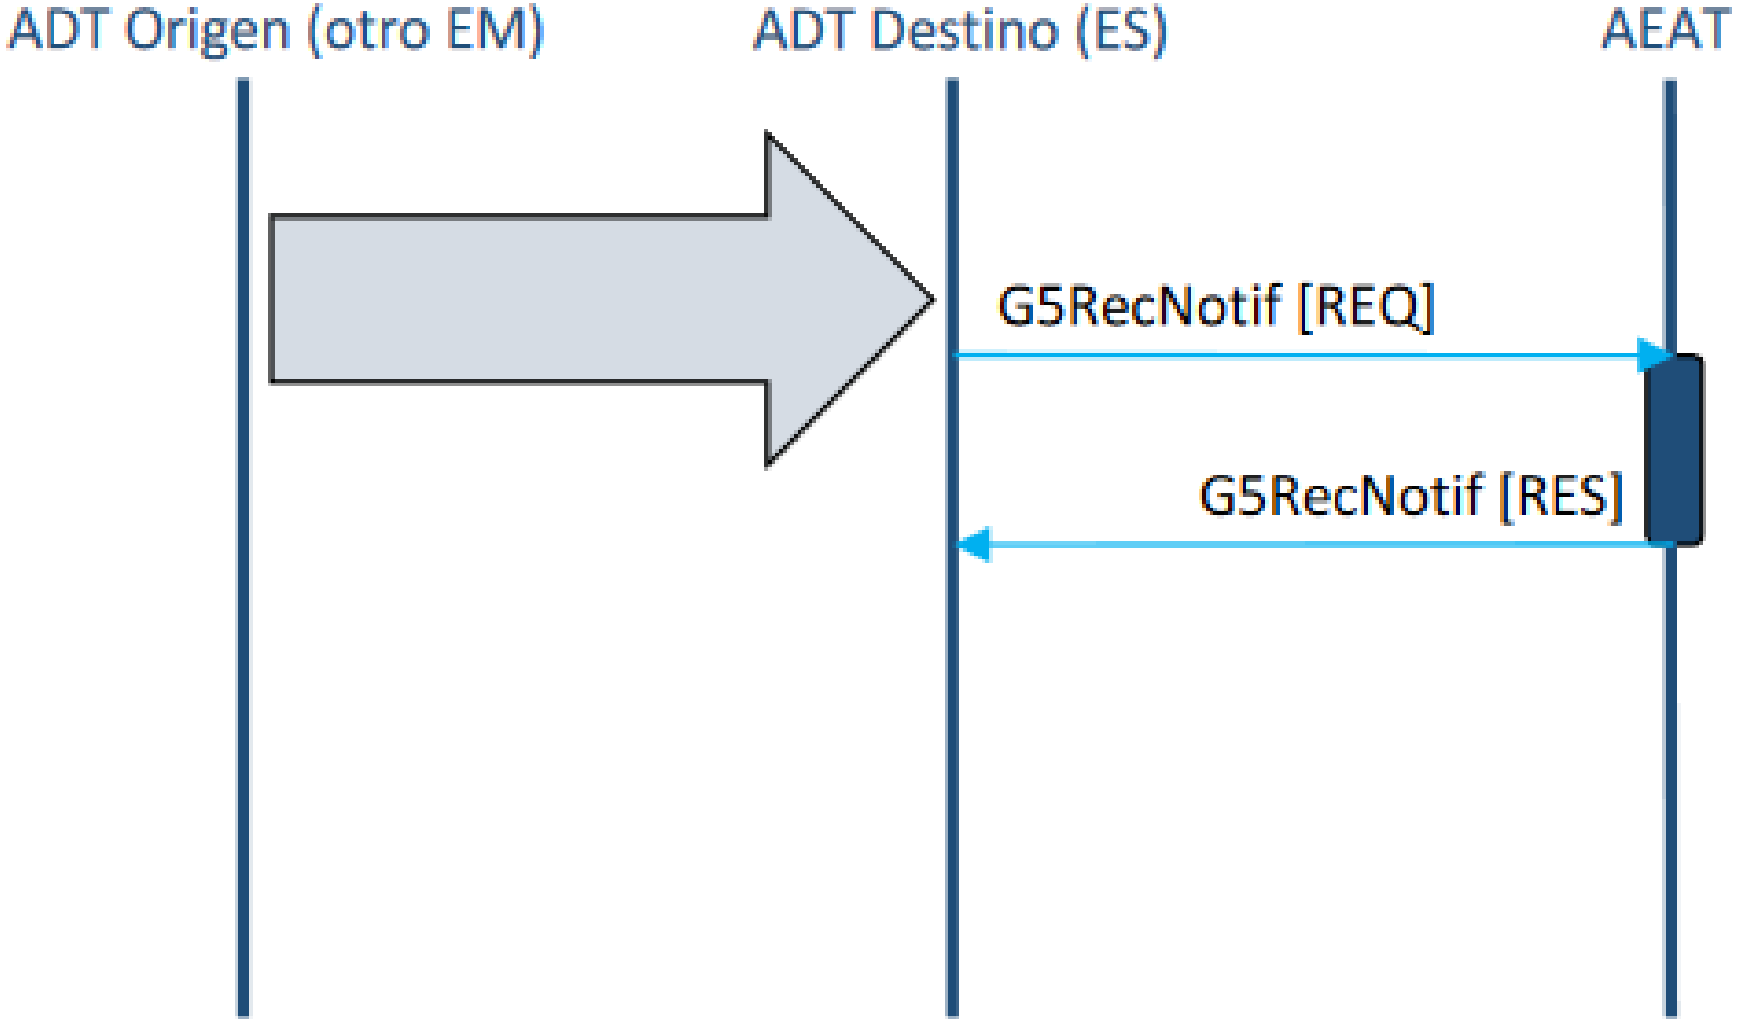 ADT Origen (otro EM)
ADT Destino (ES)
AEAT
G5RecNotif [REQ]
G5RecNotif [RES]